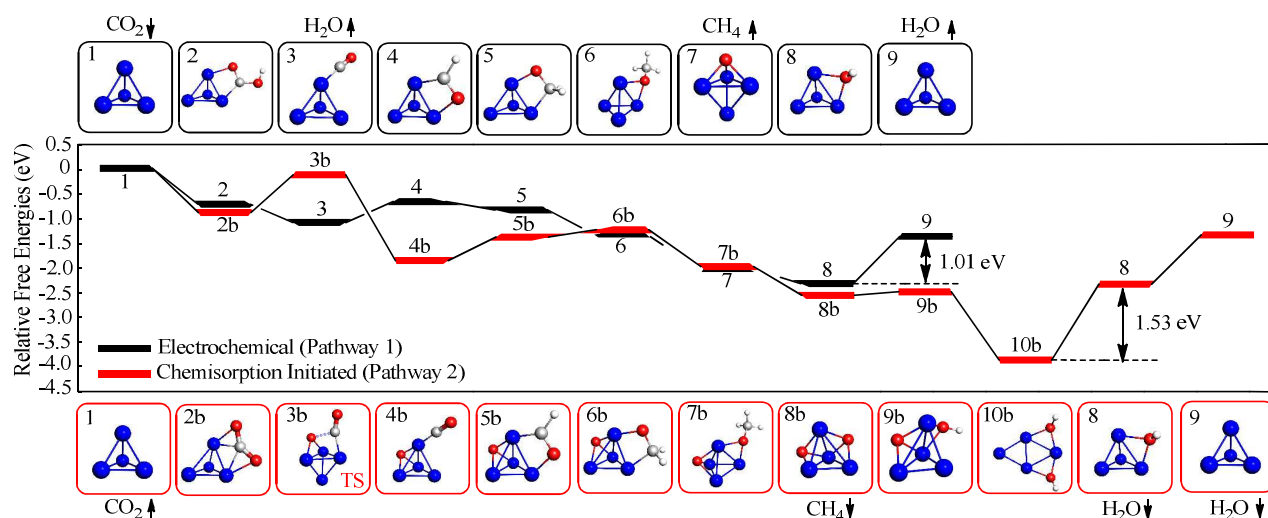 CO2↓ H2O↑ CH4↑ H2O↑
1 2 3 4 5 6 7 8 9
Relative Free Energies (eV)
0.5
0
-0.5
-1.0
-1.5
-2.0
-2.5
-3.0
-3.5
-4.0
-4.5
1 2 2b 3b 3 4 4b 5 5b 6b 6 7b 7 8 8b 9 9b 10b 8 9
1.01 eV
1.53 eV
Electrochemical (Pathway 1)
Chemisorption Initiated (Pathway 2)
1 2b 3b 4b 5b 6b 7b 8b 9b 10b 8 9
TS
CO2↑ CH4↓ H2O↓ H2O↓